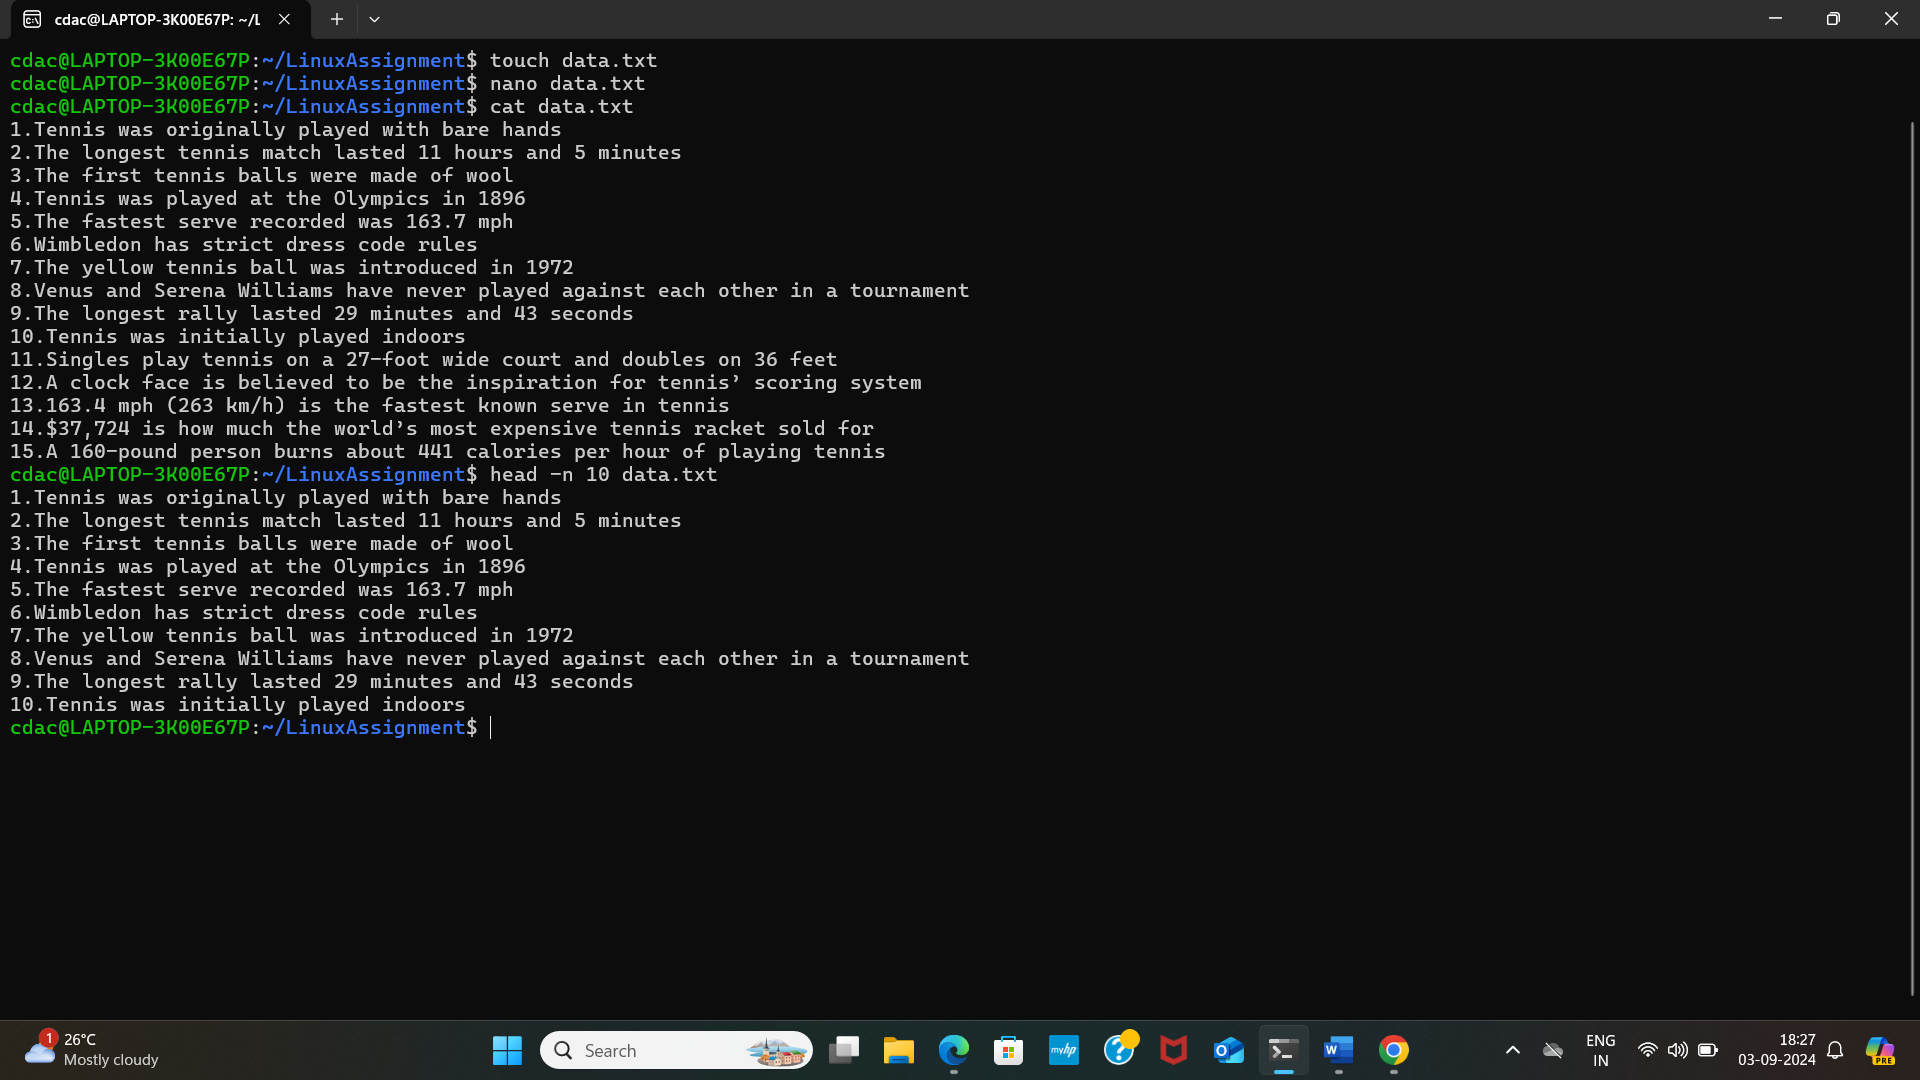 cdac@LAPTOP-3K00E67P: ~/L
cdac@LAPTOP-3K00E67P:~/LinuxAssignment$ touch data.txt
cdac@LAPTOP-3K00E67P:~/LinuxAssignment$ nano data.txt
cdac@LAPTOP-3K00E67P:~/LinuxAssignment$ cat data.txt
1.Tennis was originally played with bare hands
2.The longest tennis match lasted 11 hours and 5 minutes
3.The first tennis balls were made of wool
4.Tennis was played at the Olympics in 1896
5.The fastest serve recorded was 163.7 mph
6.Wimbledon has strict dress code rules
7.The yellow tennis ball was introduced in 1972
8.Venus and Serena Williams have never played against each other in a tournament
9.The longest rally lasted 29 minutes and 43 seconds
10.Tennis was initially played indoors
11.Singles play tennis on a 27-foot wide court and doubles on 36 feet
12.A clock face is believed to be the inspiration for tennis’ scoring system
13.163.4 mph (263 km/h) is the fastest known serve in tennis
14.$37,724 is how much the world’s most expensive tennis racket sold for
15.A 160-pound person burns about 441 calories per hour of playing tennis
cdac@LAPTOP-3K00E67P:~/LinuxAssignment$ head -n 10 data.txt
1.Tennis was originally played with bare hands
2.The longest tennis match lasted 11 hours and 5 minutes
3.The first tennis balls were made of wool
4.Tennis was played at the Olympics in 1896
5.The fastest serve recorded was 163.7 mph
6.Wimbledon has strict dress code rules
7.The yellow tennis ball was introduced in 1972
8.Venus and Serena Williams have never played against each other in a tournament
9.The longest rally lasted 29 minutes and 43 seconds
10.Tennis was initially played indoors
cdac@LAPTOP-3K00E67P:~/LinuxAssignment$
1
26°C
Mostly cloudy
Search
myhp
ENG
IN
18:27
03-09-2024
PRE